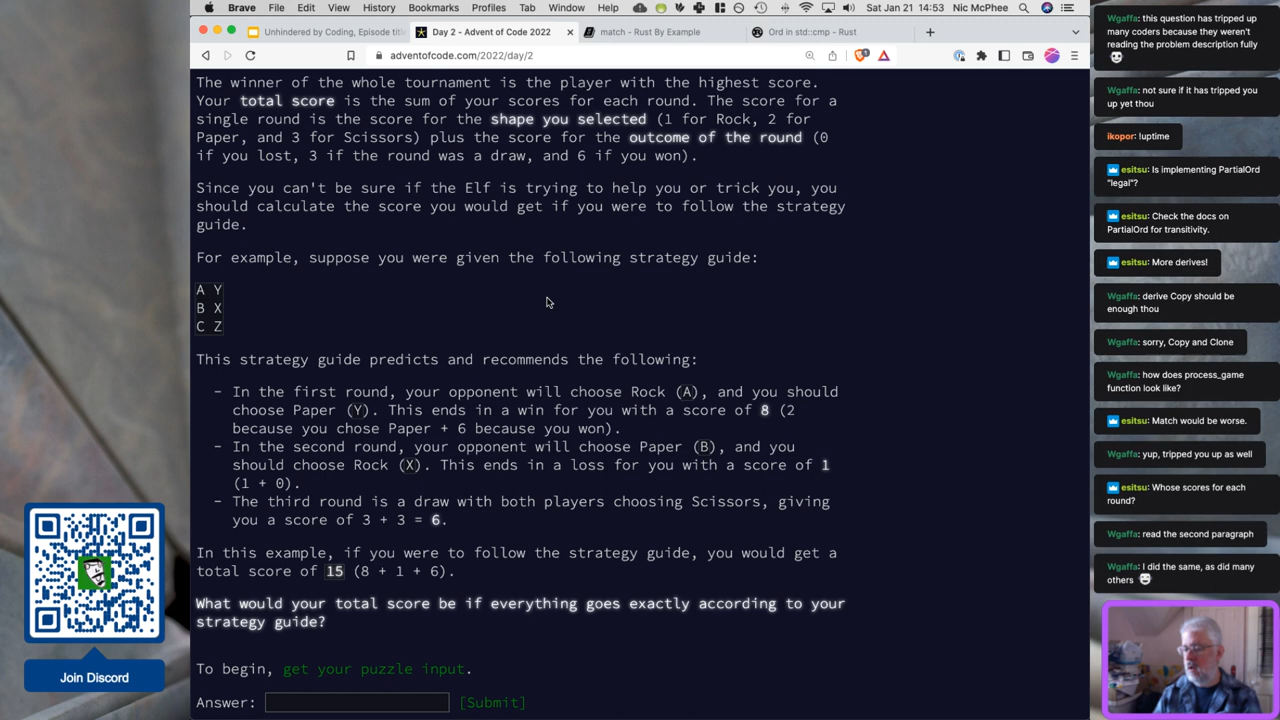 Brave File Edit View History Bookmarks Profiles Tab Window Help Sat Jan 21 14:53 Nic McPhee
Unhindered by Coding, Episode title
Day 2 - Advent of Code 2022
match - Rust By Example
Ord in std::cmp - Rust
adventofcode.com/2022/day/2
The winner of the whole tournament is the player with the highest score.
Your total score is the sum of your scores for each round. The score for a
single round is the score for the shape you selected (1 for Rock, 2 for
Paper, and 3 for Scissors) plus the score for the outcome of the round (0
if you lost, 3 if the round was a draw, and 6 if you won).
Since you can't be sure if the Elf is trying to help you or trick you, you
should calculate the score you would get if you were to follow the strategy
guide.
For example, suppose you were given the following strategy guide:
A Y
B X
C Z
This strategy guide predicts and recommends the following:
- In the first round, your opponent will choose Rock (A), and you should
choose Paper (Y). This ends in a win for you with a score of 8 (2
because you chose Paper + 6 because you won).
- In the second round, your opponent will choose Paper (B), and you
should choose Rock (X). This ends in a loss for you with a score of 1
(1 + 0).
- The third round is a draw with both players choosing Scissors, giving
you a score of 3 + 3 = 6.
In this example, if you were to follow the strategy guide, you would get a
total score of 15 (8 + 1 + 6).
What would your total score be if everything goes exactly according to your
strategy guide?
To begin, get your puzzle input.
Answer: [Submit]
Join Discord
Wgaffa: this question has tripped up
many coders because they weren't
reading the problem description fully
Wgaffa: not sure if it has tripped you
up yet thou
ikopor: !uptime
esitsu: Is implementing PartialOrd
"legal"?
esitsu: Check the docs on
PartialOrd for transitivity.
esitsu: More derives!
Wgaffa: derive Copy should be
enough thou
Wgaffa: sorry, Copy and Clone
Wgaffa: how does process_game
function look like?
esitsu: Match would be worse.
Wgaffa: yup, tripped you up as well
esitsu: Whose scores for each
round?
Wgaffa: read the second paragraph
Wgaffa: I did the same, as did many
others